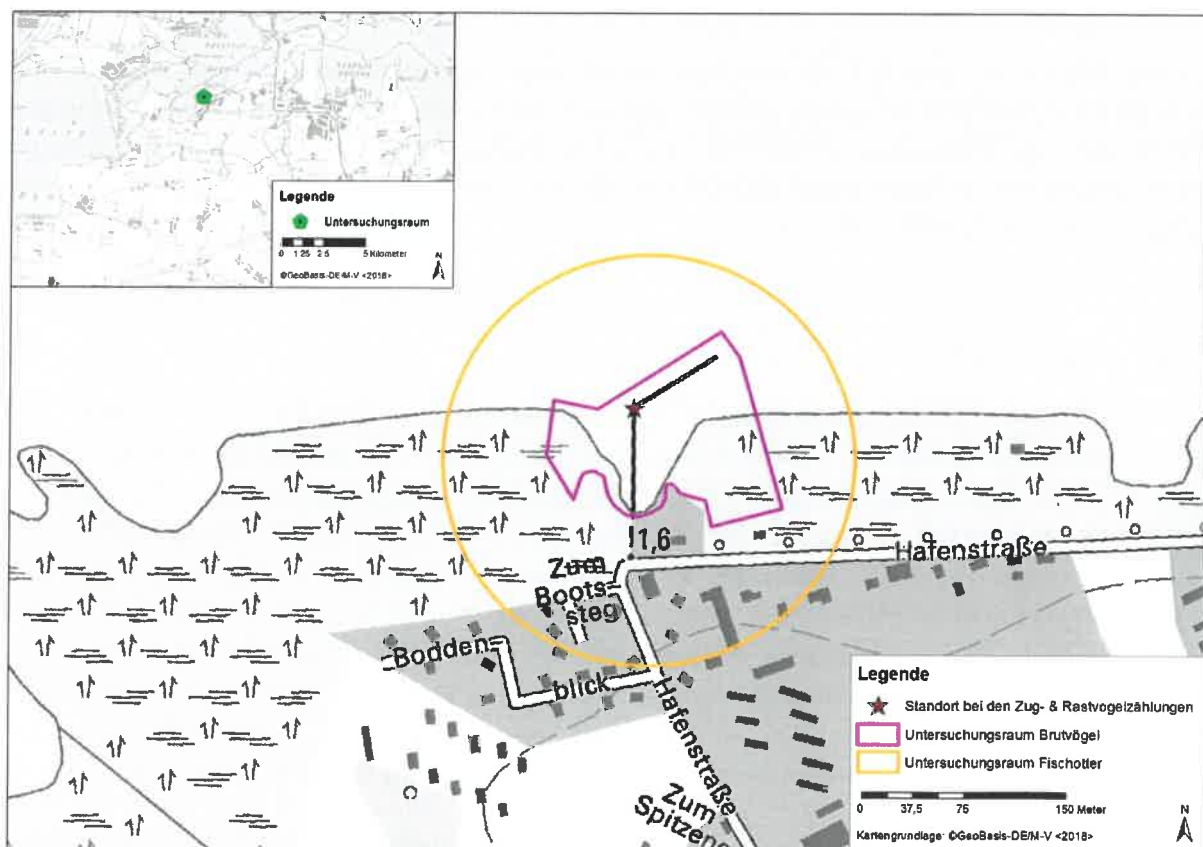 Legende
Untersuchungsraum
0 1.25 2.5 5 Kilometer
N
©GeoBasis-DE/M-V <2018>
1,6
Hafenstraße
Zum
Boots-
steg
Bodden-
blick
Hafenstraße
Zum
Legende
Standort bei den Zug- & Rastvogelzählungen
Untersuchungsraum Brutvögel
Untersuchungsraum Fischotter
0 37,5 75 150 Meter
N
Kartengrundlage: ©GeoBasis-DE/M-V <2018>